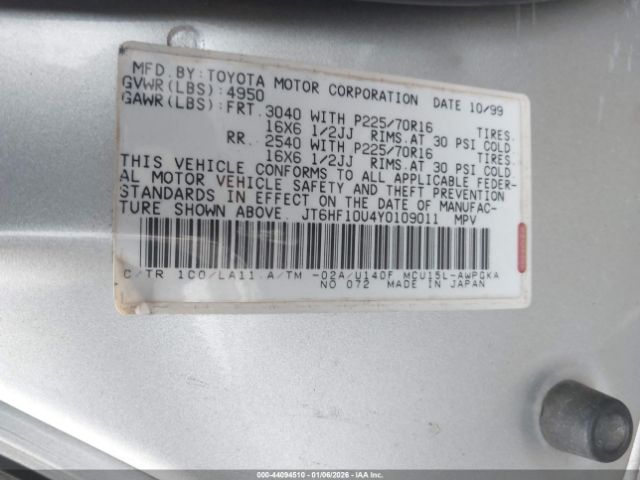 MFD.BY:TOYOTA MOTOR CORPORATION DATE 10/99
GVWR(LBS):4950
GAWR(LBS):FRT.3040 WITH P225/70R16 TIRES.
16X6 1/2JJ RIMS.AT 30 PSI COLD.
RR. 2540 WITH P225/70R16 TIRES.
16X6 1/2JJ RIMS.AT 30 PSI COLD.
THIS VEHICLE CONFORMS TO ALL APPLICABLE FEDER-
AL MOTOR VEHICLE SAFETY AND THEFT PREVENTION
STANDARDS IN EFFECT ON THE DATE OF MANUFAC-
TURE SHOWN ABOVE. JT6HF10U4Y0109011 MPV
C/TR 1C0/LA11.A/TM -02A/U140F MCU15L-AWPGKA
NO 072 MADE IN JAPAN
000-44094510 | 01/06/2026 - IAA Inc.